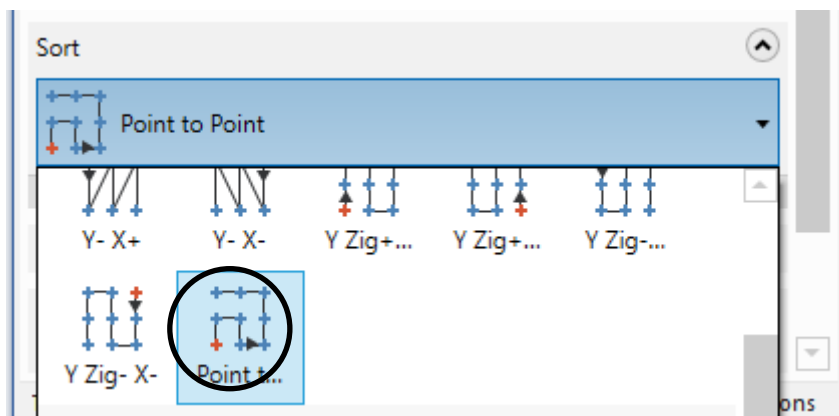 Sort
Point to Point
Y- X+ Y- X- Y Zig+... Y Zig+... Y Zig-...
Y Zig- X- Point t...
ons